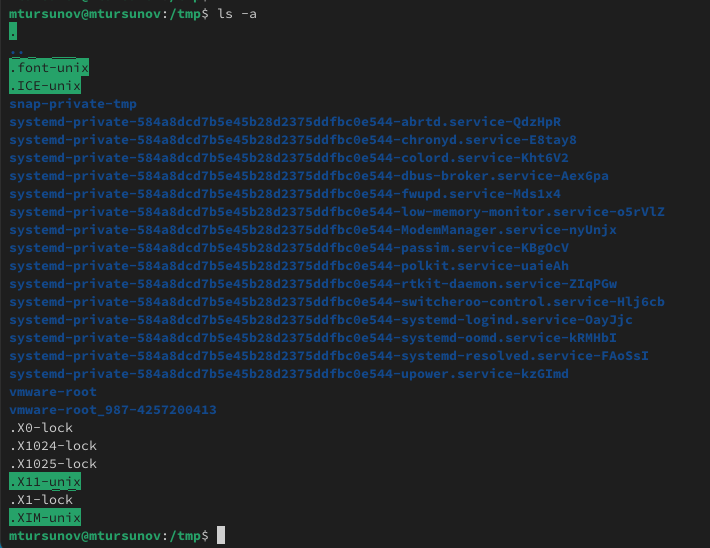 mtursunov@mtursunov:/tmp$ ls -a
.
..
.font-unix
.ICE-unix
snap-private-tmp
systemd-private-584a8dcd7b5e45b28d2375ddfbc0e544-abrtd.service-QdzHpR
systemd-private-584a8dcd7b5e45b28d2375ddfbc0e544-chronyd.service-E8tay8
systemd-private-584a8dcd7b5e45b28d2375ddfbc0e544-colord.service-Kht6V2
systemd-private-584a8dcd7b5e45b28d2375ddfbc0e544-dbus-broker.service-Aex6pa
systemd-private-584a8dcd7b5e45b28d2375ddfbc0e544-fwupd.service-Mds1x4
systemd-private-584a8dcd7b5e45b28d2375ddfbc0e544-low-memory-monitor.service-o5rVlZ
systemd-private-584a8dcd7b5e45b28d2375ddfbc0e544-ModemManager.service-nyUnjx
systemd-private-584a8dcd7b5e45b28d2375ddfbc0e544-passim.service-KBgOcV
systemd-private-584a8dcd7b5e45b28d2375ddfbc0e544-polkit.service-uaieAh
systemd-private-584a8dcd7b5e45b28d2375ddfbc0e544-rtkit-daemon.service-ZIqPGw
systemd-private-584a8dcd7b5e45b28d2375ddfbc0e544-switcheroo-control.service-Hlj6cb
systemd-private-584a8dcd7b5e45b28d2375ddfbc0e544-systemd-logind.service-OayJjc
systemd-private-584a8dcd7b5e45b28d2375ddfbc0e544-systemd-oomd.service-kRMHbI
systemd-private-584a8dcd7b5e45b28d2375ddfbc0e544-systemd-resolved.service-FAoSsI
systemd-private-584a8dcd7b5e45b28d2375ddfbc0e544-upower.service-kzGImd
vmware-root
vmware-root_987-4257200413
.X0-lock
.X1024-lock
.X1025-lock
.X11-unix
.X1-lock
.XIM-unix
mtursunov@mtursunov:/tmp$